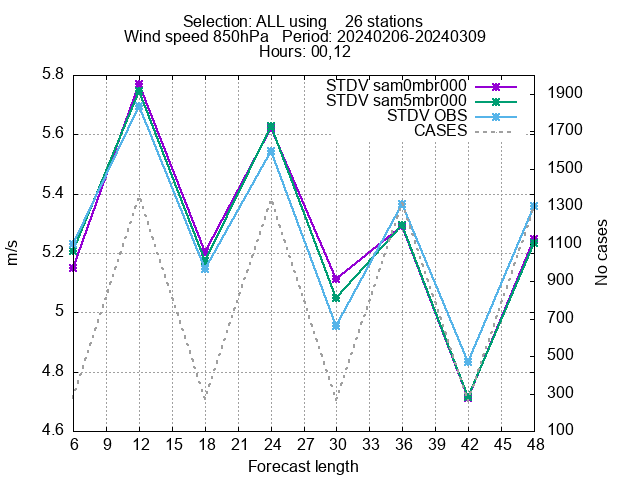 Selection: ALL using 26 stations
Wind speed 850hPa Period: 20240206-20240309
Hours: 00,12
STDV sam0mbr000
STDV sam5mbr000
STDV OBS
CASES
5.8
5.6
5.4
5.2
5
4.8
4.6
m/s
1900
1700
1500
1300
1100
900
700
500
300
100
No cases
6 9 12 15 18 21 24 27 30 33 36 39 42 45 48
Forecast length